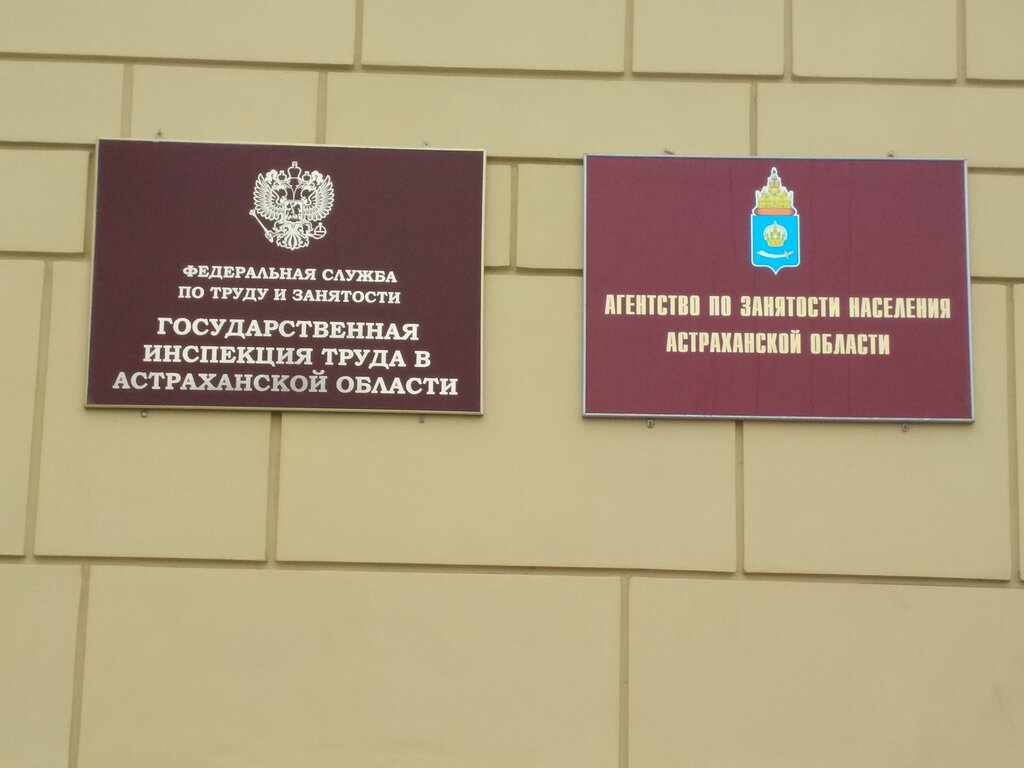 ФЕДЕРАЛЬНАЯ СЛУЖБА
ПО ТРУДУ И ЗАНЯТОСТИ
ГОСУДАРСТВЕННАЯ
ИНСПЕКЦИЯ ТРУДА В
АСТРАХАНСКОЙ ОБЛАСТИ
АГЕНТСТВО ПО ЗАНЯТОСТИ НАСЕЛЕНИЯ
АСТРАХАНСКОЙ ОБЛАСТИ